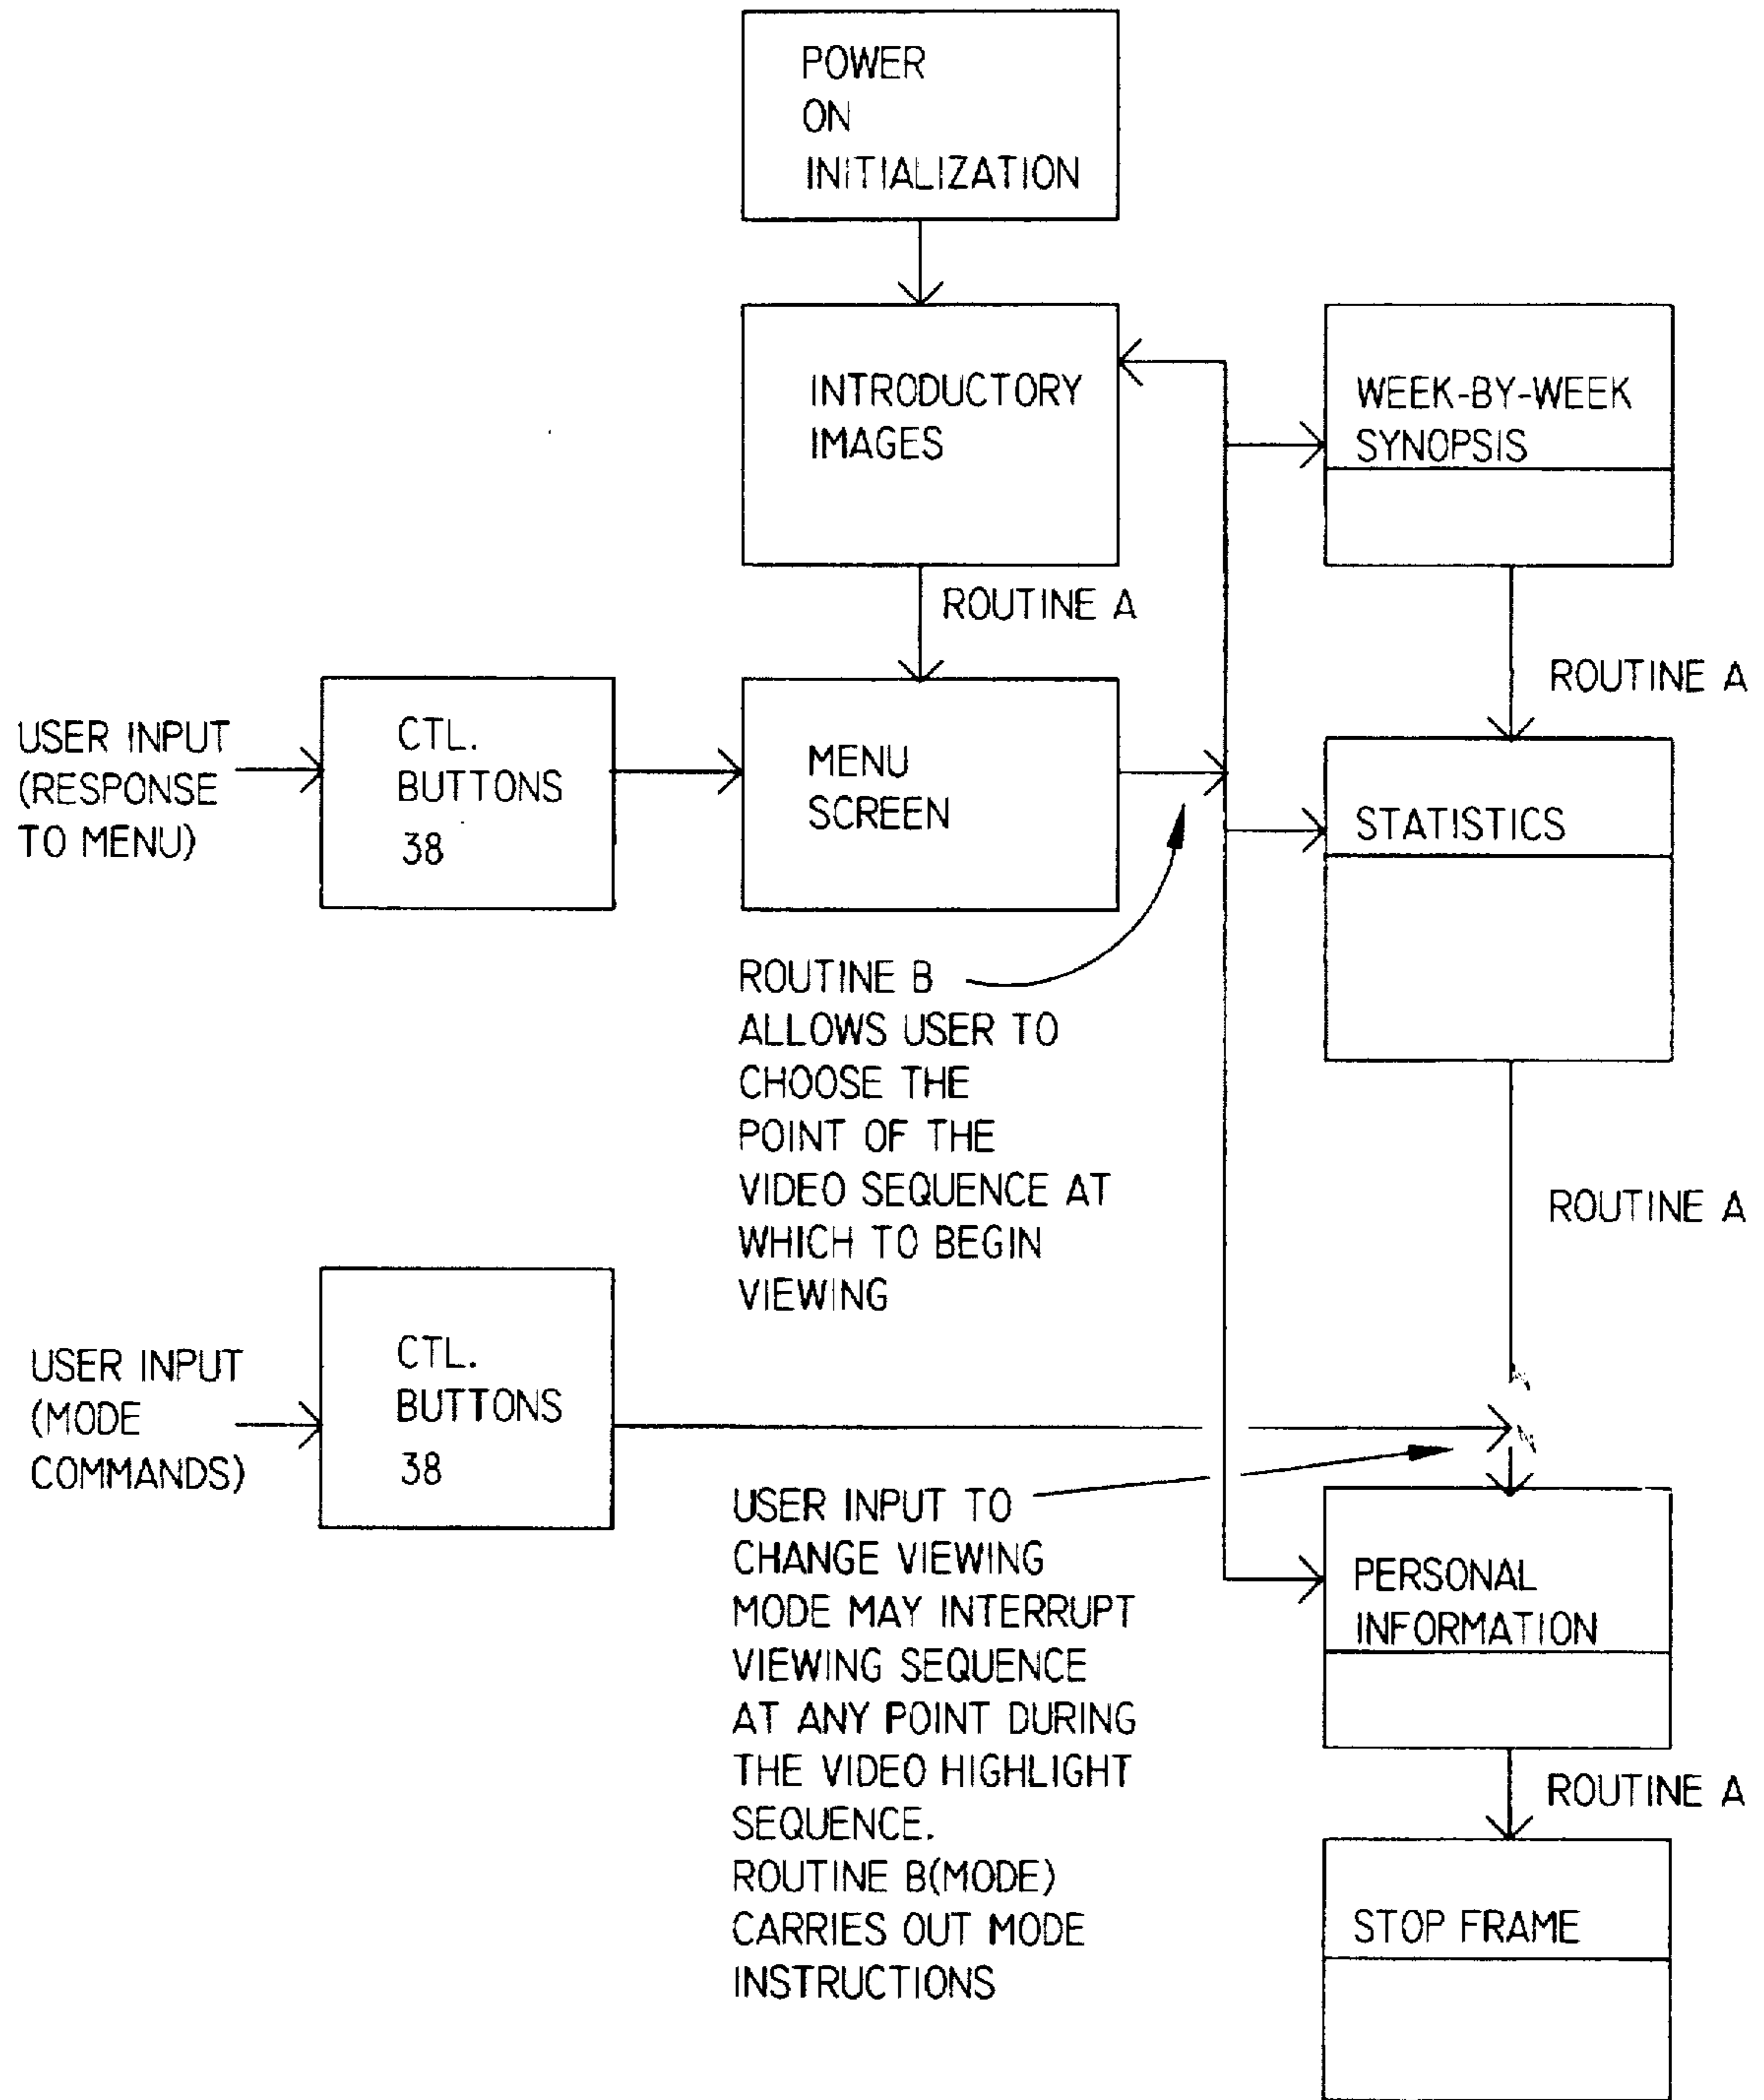 POWER
ON
INITIALIZATION
INTRODUCTORY
IMAGES
WEEK-BY-WEEK
SYNOPSIS
ROUTINE A
ROUTINE A
USER INPUT
(RESPONSE
TO MENU)
CTL.
BUTTONS
38
MENU
SCREEN
STATISTICS
ROUTINE B
ALLOWS USER TO
CHOOSE THE
POINT OF THE
VIDEO SEQUENCE AT
WHICH TO BEGIN
VIEWING
ROUTINE A
USER INPUT
(MODE
COMMANDS)
CTL.
BUTTONS
38
USER INPUT TO
CHANGE VIEWING
MODE MAY INTERRUPT
VIEWING SEQUENCE
AT ANY POINT DURING
THE VIDEO HIGHLIGHT
SEQUENCE.
ROUTINE B(MODE)
CARRIES OUT MODE
INSTRUCTIONS
PERSONAL
INFORMATION
ROUTINE A
STOP FRAME